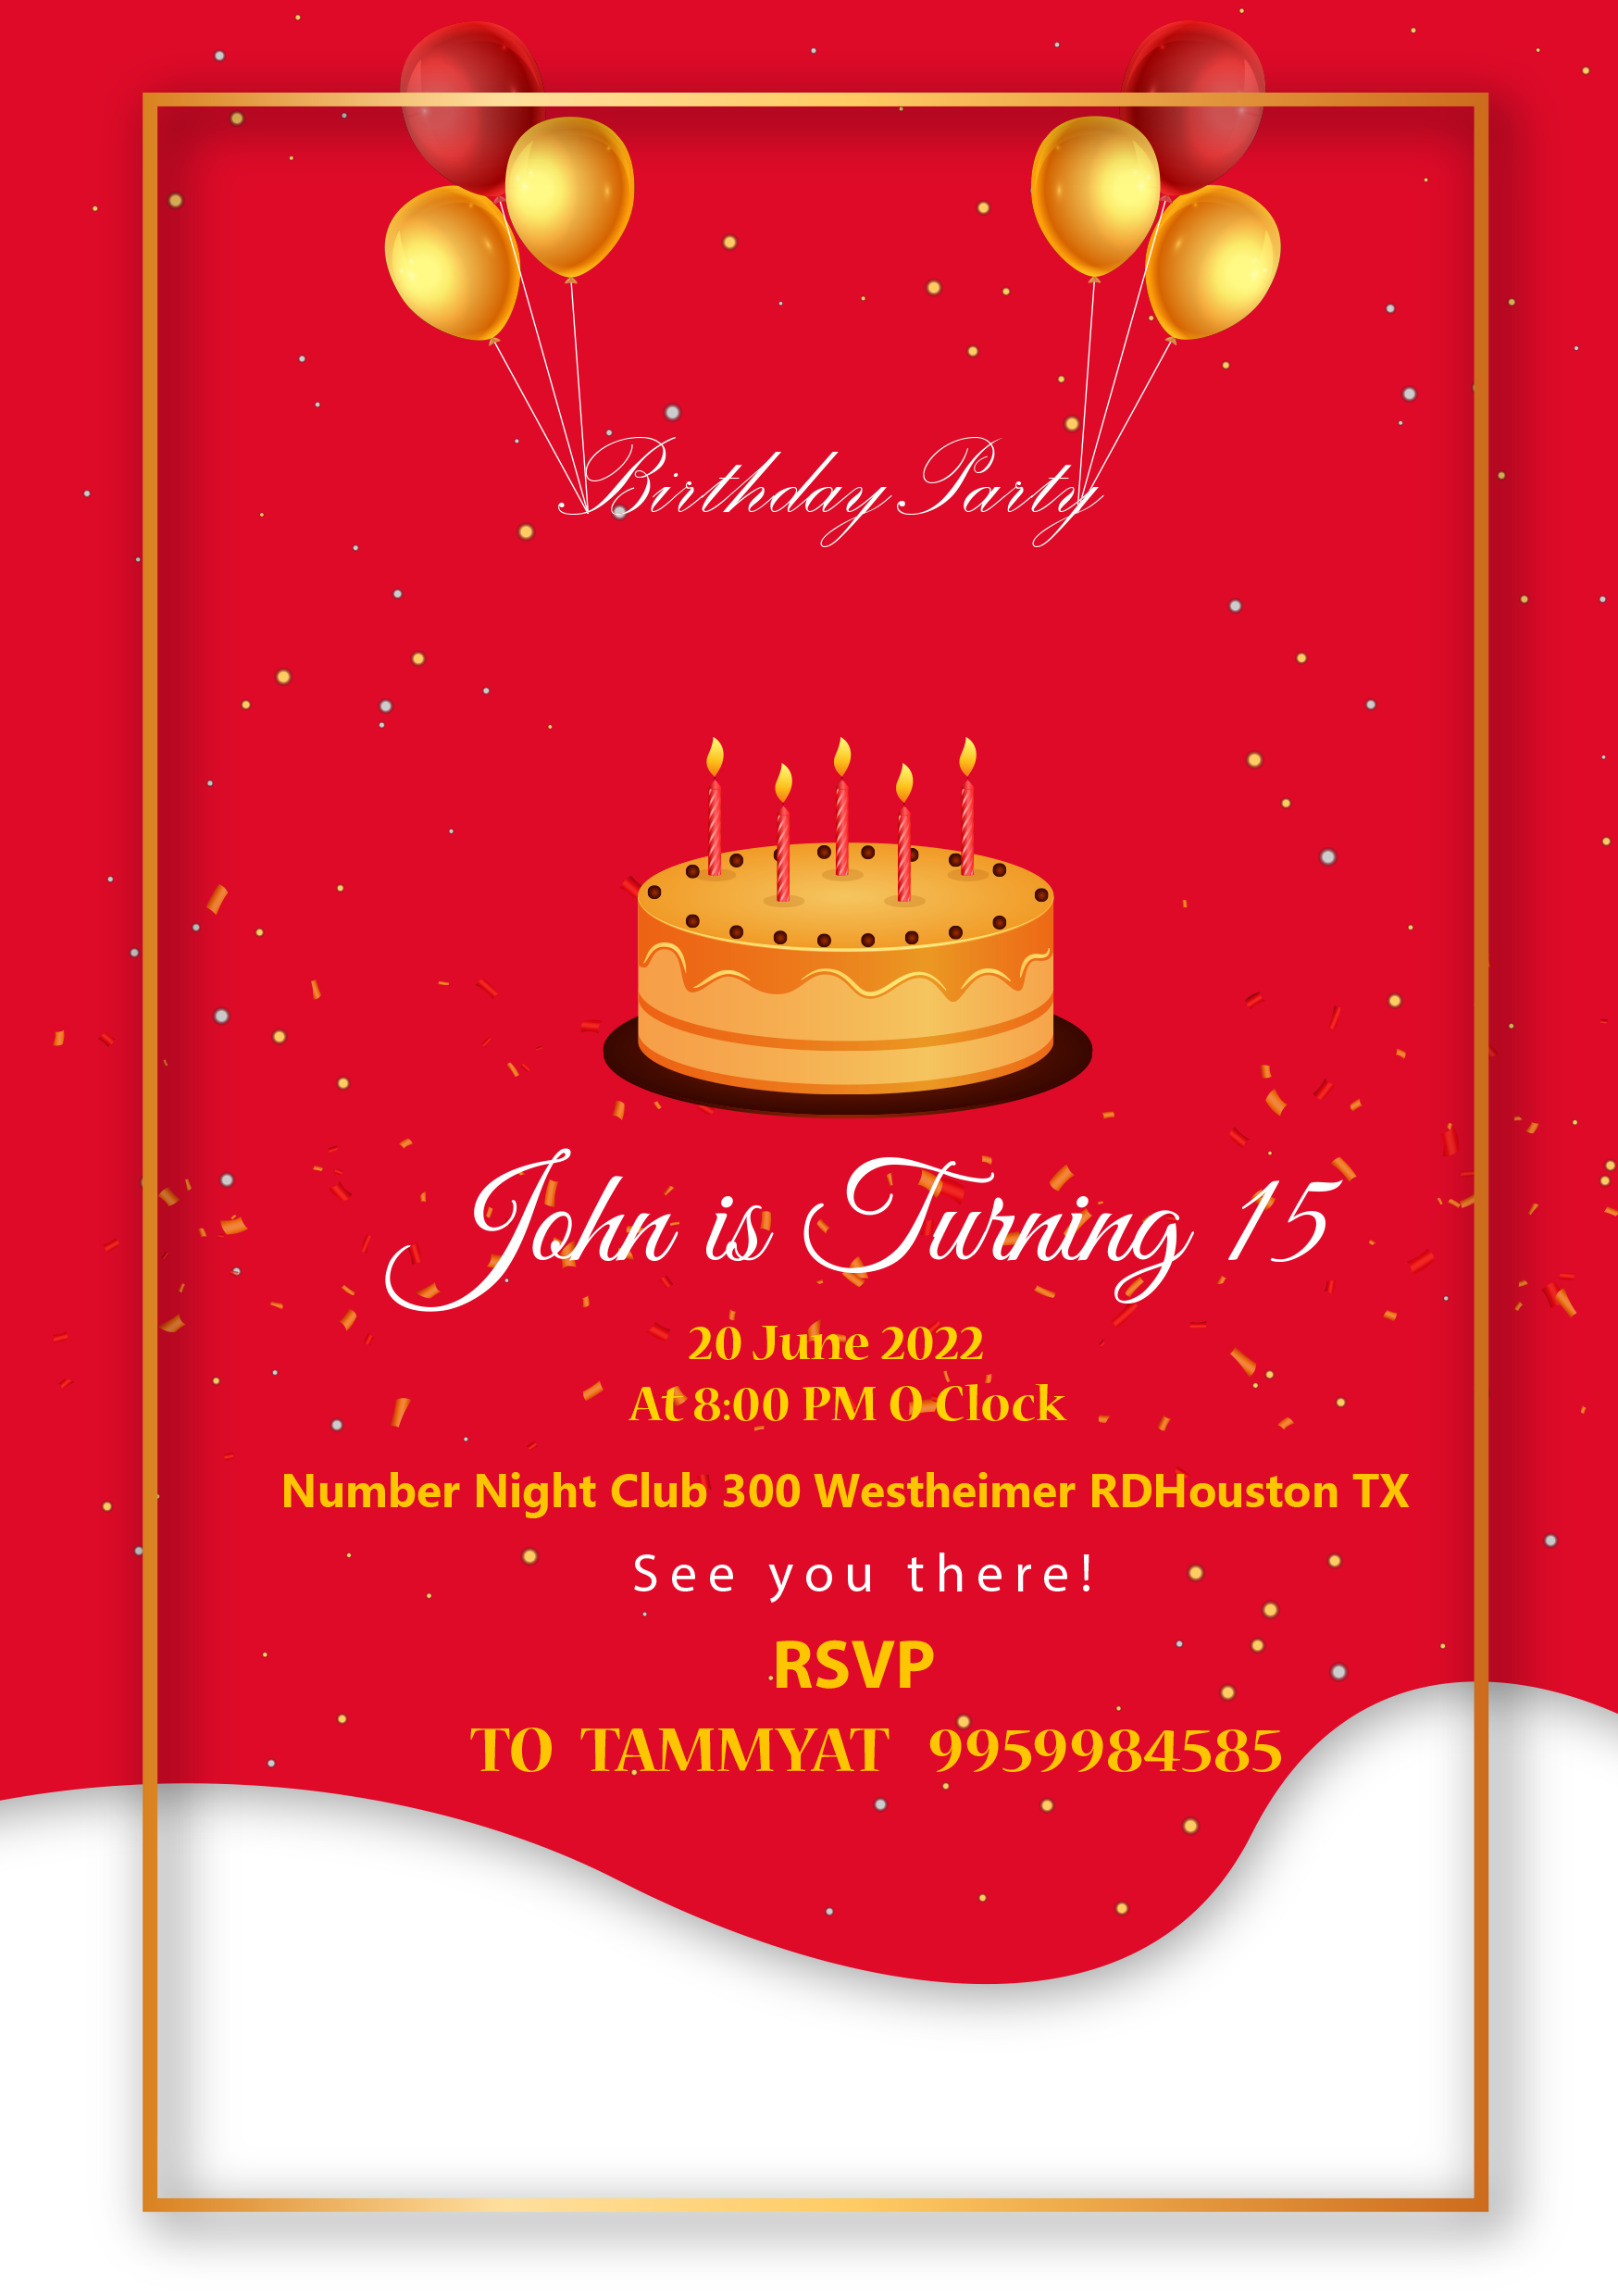 Birthday Party
John is Turning 15
20 June 2022
At 8:00 PM O Clock
Number Night Club 300 Westheimer RDHouston TX
See you there!
RSVP
TO TAMMYAT 9959984585